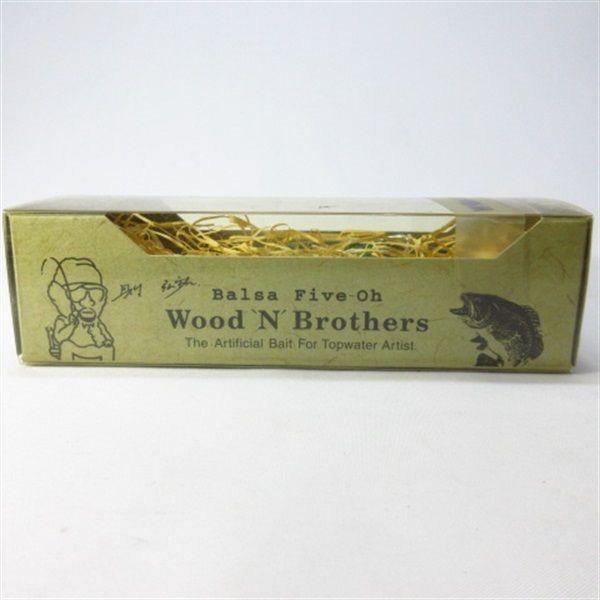 Balsa Five-Oh
Wood 'N' Brothers
The Artificial Bait For Topwater Artist.